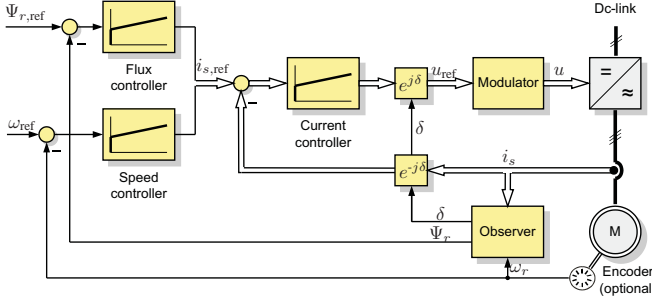 Ψr,ref
Flux
controller
is,ref
ωref
Speed
controller
Current
controller
e^jδ
uref
Modulator
u
Dc-link
=
≈
δ
e^-jδ
is
δ
Ψr
Observer
ωr
M
Encoder
(optional)